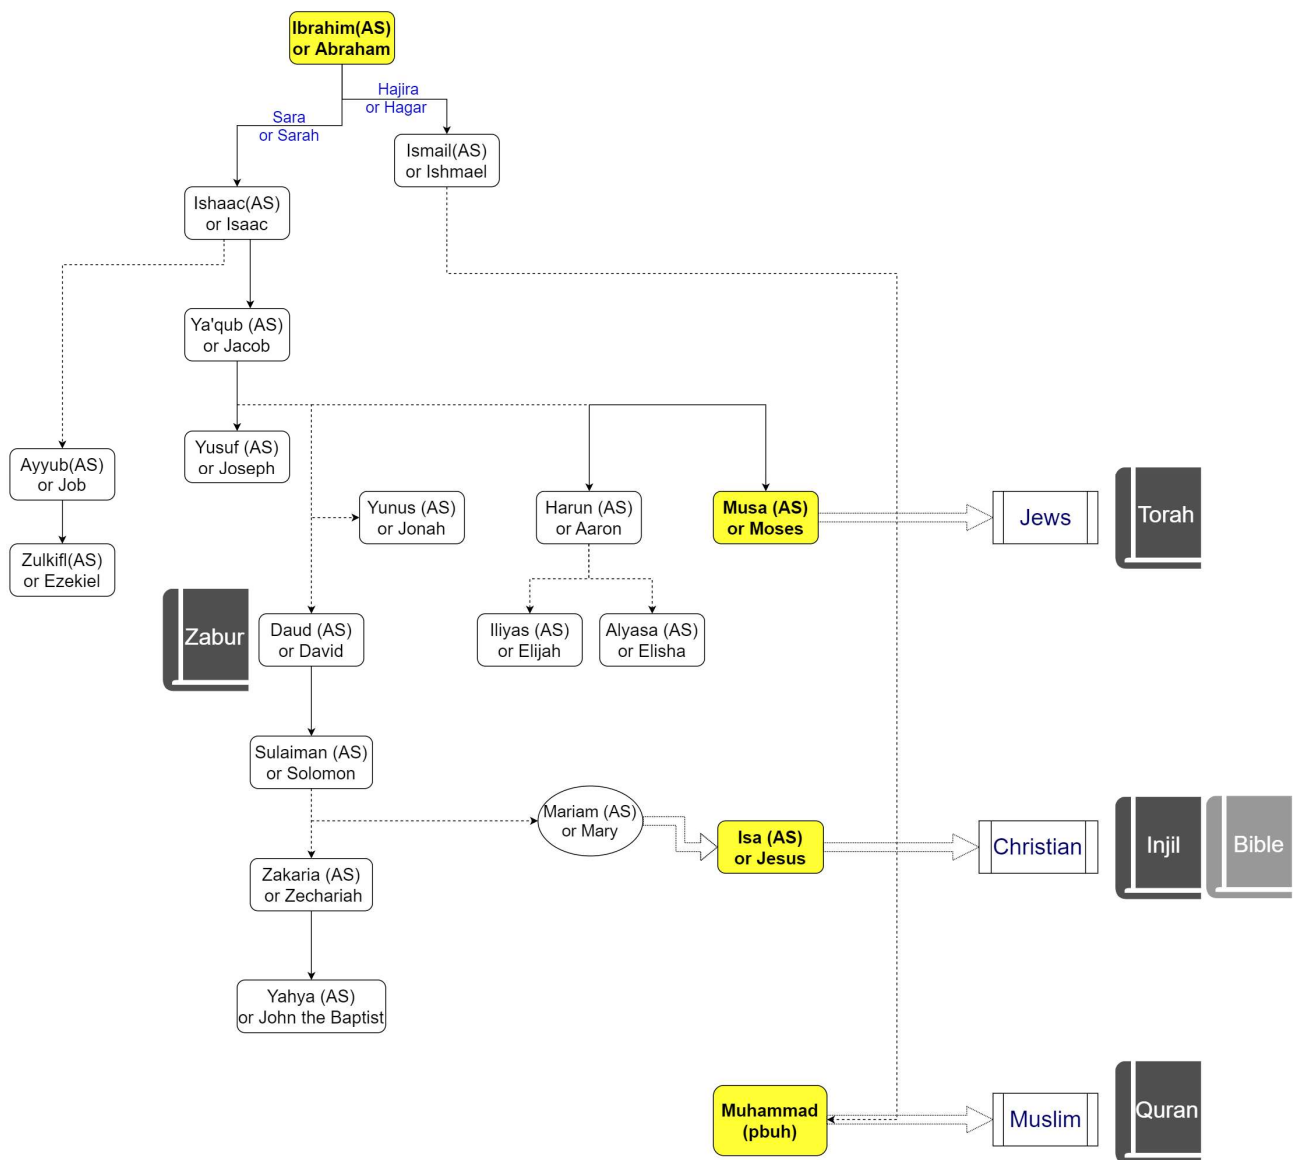 Ibrahim(AS)
or Abraham
Hajira
or Hagar
Sara
or Sarah
Ismail(AS)
or Ishmael
Ishaac(AS)
or Isaac
Ya'qub (AS)
or Jacob
Yusuf (AS)
or Joseph
Ayyub(AS)
or Job
Yunus (AS)
or Jonah
Harun (AS)
or Aaron
Musa (AS)
or Moses
Jews
Torah
Zulkifl(AS)
or Ezekiel
Zabur
Daud (AS)
or David
Iliyas (AS)
or Elijah
Alyasa (AS)
or Elisha
Sulaiman (AS)
or Solomon
Mariam (AS)
or Mary
Isa (AS)
or Jesus
Christian
Injil
Bible
Zakaria (AS)
or Zechariah
Yahya (AS)
or John the Baptist
Muhammad
(pbuh)
Muslim
Quran